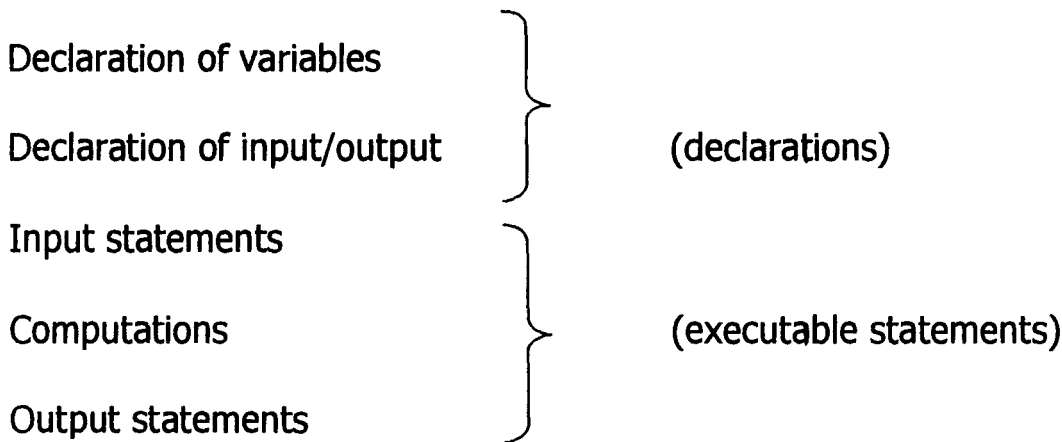 Declaration of variables
Declaration of input/output (declarations)
Input statements
Computations (executable statements)
Output statements